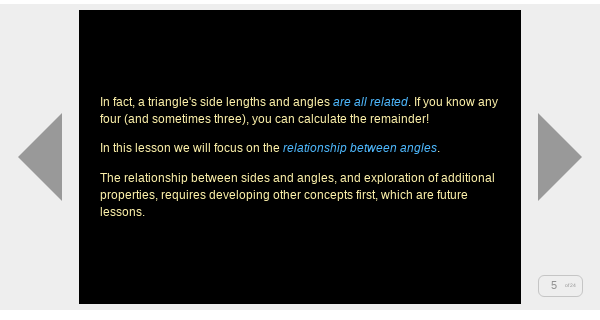 In fact, a triangle's side lengths and angles are all related. If you know any
four (and sometimes three), you can calculate the remainder!
In this lesson we will focus on the relationship between angles.
The relationship between sides and angles, and exploration of additional
properties, requires developing other concepts first, which are future
lessons.
5